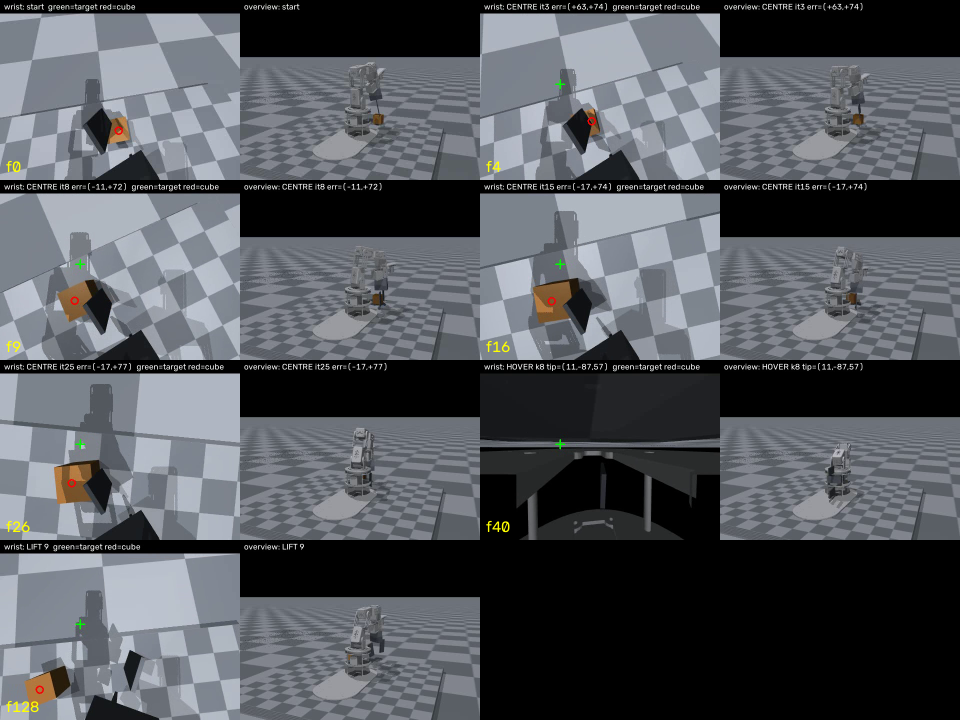 wrist: start green=target red=cube
overview: start
wrist: CENTRE it3 err=(+63,+74) green=target red=cube
overview: CENTRE it3 err=(+63,+74)
f0
f4
wrist: CENTRE it8 err=(-11,+72) green=target red=cube
overview: CENTRE it8 err=(-11,+72)
wrist: CENTRE it15 err=(-17,+74) green=target red=cube
overview: CENTRE it15 err=(-17,+74)
f9
f16
wrist: CENTRE it25 err=(-17,+77) green=target red=cube
overview: CENTRE it25 err=(-17,+77)
wrist: HOVER k8 tip=(11,-87,57) green=target red=cube
overview: HOVER k8 tip=(11,-87,57)
f26
f40
wrist: LIFT 9 green=target red=cube
overview: LIFT 9
f128